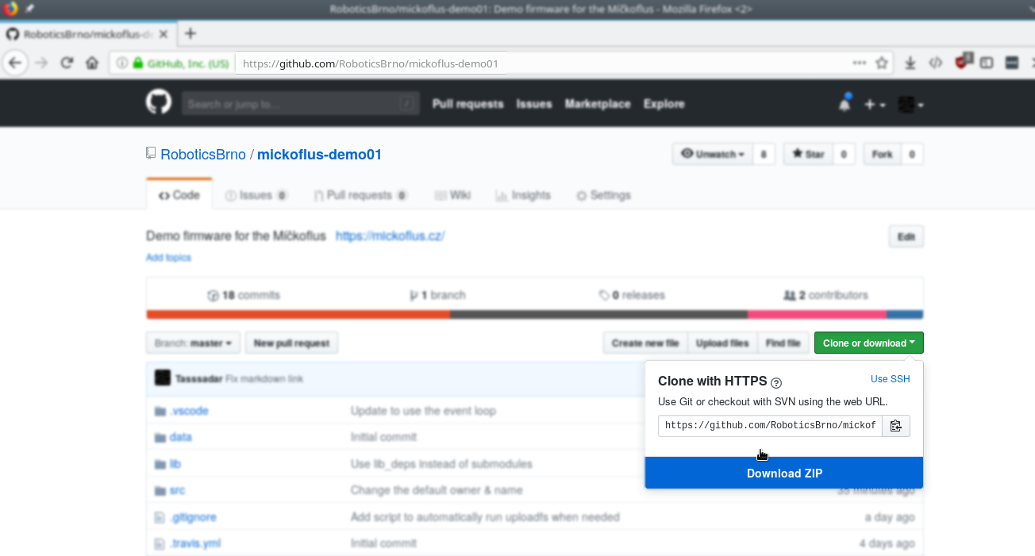 RoboticsBrno/mickoflus-demo01: Demo firmware for the Míčkoflus - Mozilla Firefox <2>
RoboticsBrno/mickoflus-d
GitHub, Inc. (US) https://github.com/RoboticsBrno/mickoflus-demo01
Search or jump to... / Pull requests Issues Marketplace Explore
RoboticsBrno / mickoflus-demo01 Unwatch 8 Star 0 Fork 0
Code Issues 0 Pull requests 0 Wiki Insights Settings
Demo firmware for the Míčkoflus https://mickoflus.cz/ Edit
Add topics
18 commits 1 branch 0 releases 2 contributors
Branch: master New pull request Create new file Upload files Find file Clone or download
Tasssadar Fix markdown link
Clone with HTTPS ? Use SSH
Use Git or checkout with SVN using the web URL.
https://github.com/RoboticsBrno/mickof
Download ZIP
.vscode Update to use the event loop
data Initial commit
lib Use lib_deps instead of submodules
src Change the default owner & name 35 minutes ago
.gitignore Add script to automatically run uploadfs when needed a day ago
.travis.yml Initial commit 4 days ago